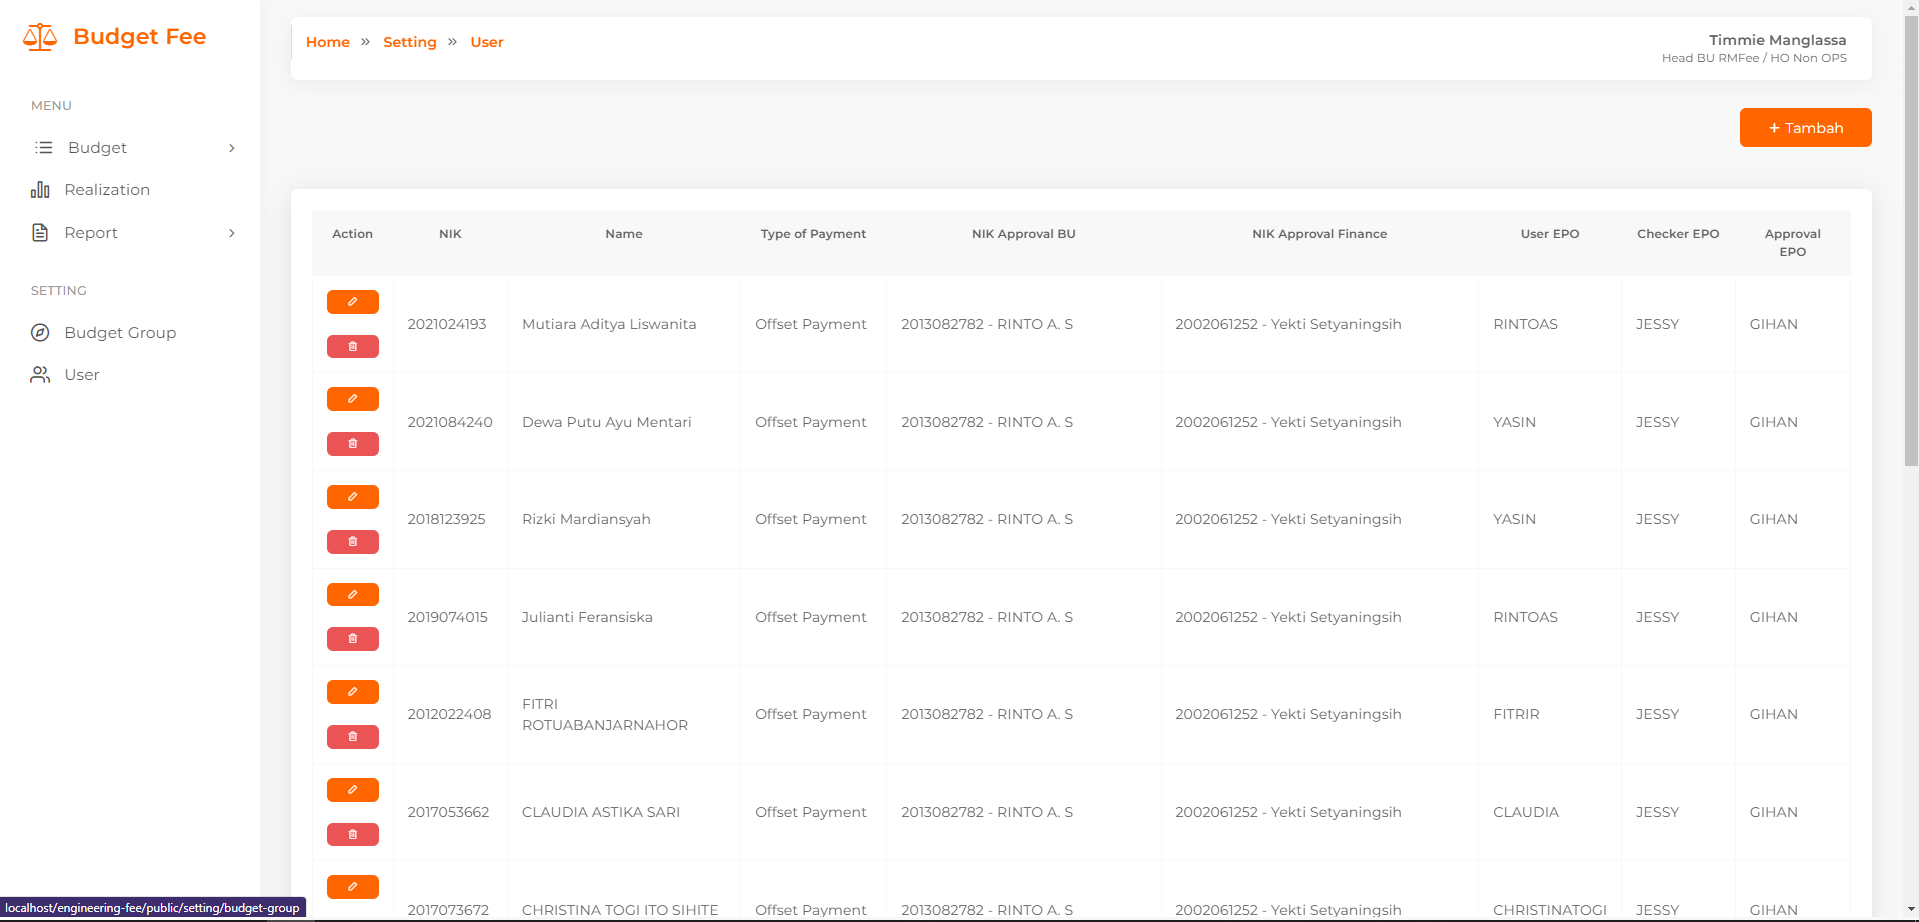 Budget Fee
Home » Setting » User
Timmie Manglassa
Head BU RMFee / HO Non OPS
MENU
Budget
Realization
Report
SETTING
Budget Group
User
+ Tambah
Action NIK Name Type of Payment NIK Approval BU NIK Approval Finance User EPO Checker EPO Approval
EPO
2021024193 Mutiara Aditya Liswanita Offset Payment 2013082782 - RINTO A. S 2002061252 - Yekti Setyaningsih RINTOAS JESSY GIHAN
2021084240 Dewa Putu Ayu Mentari Offset Payment 2013082782 - RINTO A. S 2002061252 - Yekti Setyaningsih YASIN JESSY GIHAN
2018123925 Rizki Mardiansyah Offset Payment 2013082782 - RINTO A. S 2002061252 - Yekti Setyaningsih YASIN JESSY GIHAN
2019074015 Julianti Feransiska Offset Payment 2013082782 - RINTO A. S 2002061252 - Yekti Setyaningsih RINTOAS JESSY GIHAN
2012022408 FITRI
ROTUABANJARNAHOR Offset Payment 2013082782 - RINTO A. S 2002061252 - Yekti Setyaningsih FITRIR JESSY GIHAN
2017053662 CLAUDIA ASTIKA SARI Offset Payment 2013082782 - RINTO A. S 2002061252 - Yekti Setyaningsih CLAUDIA JESSY GIHAN
2017073672 CHRISTINA TOGI ITO SIHITE Offset Payment 2013082782 - RINTO A. S 2002061252 - Yekti Setyaningsih CHRISTINATOGI JESSY GIHAN
localhost/engineering-fee/public/setting/budget-group